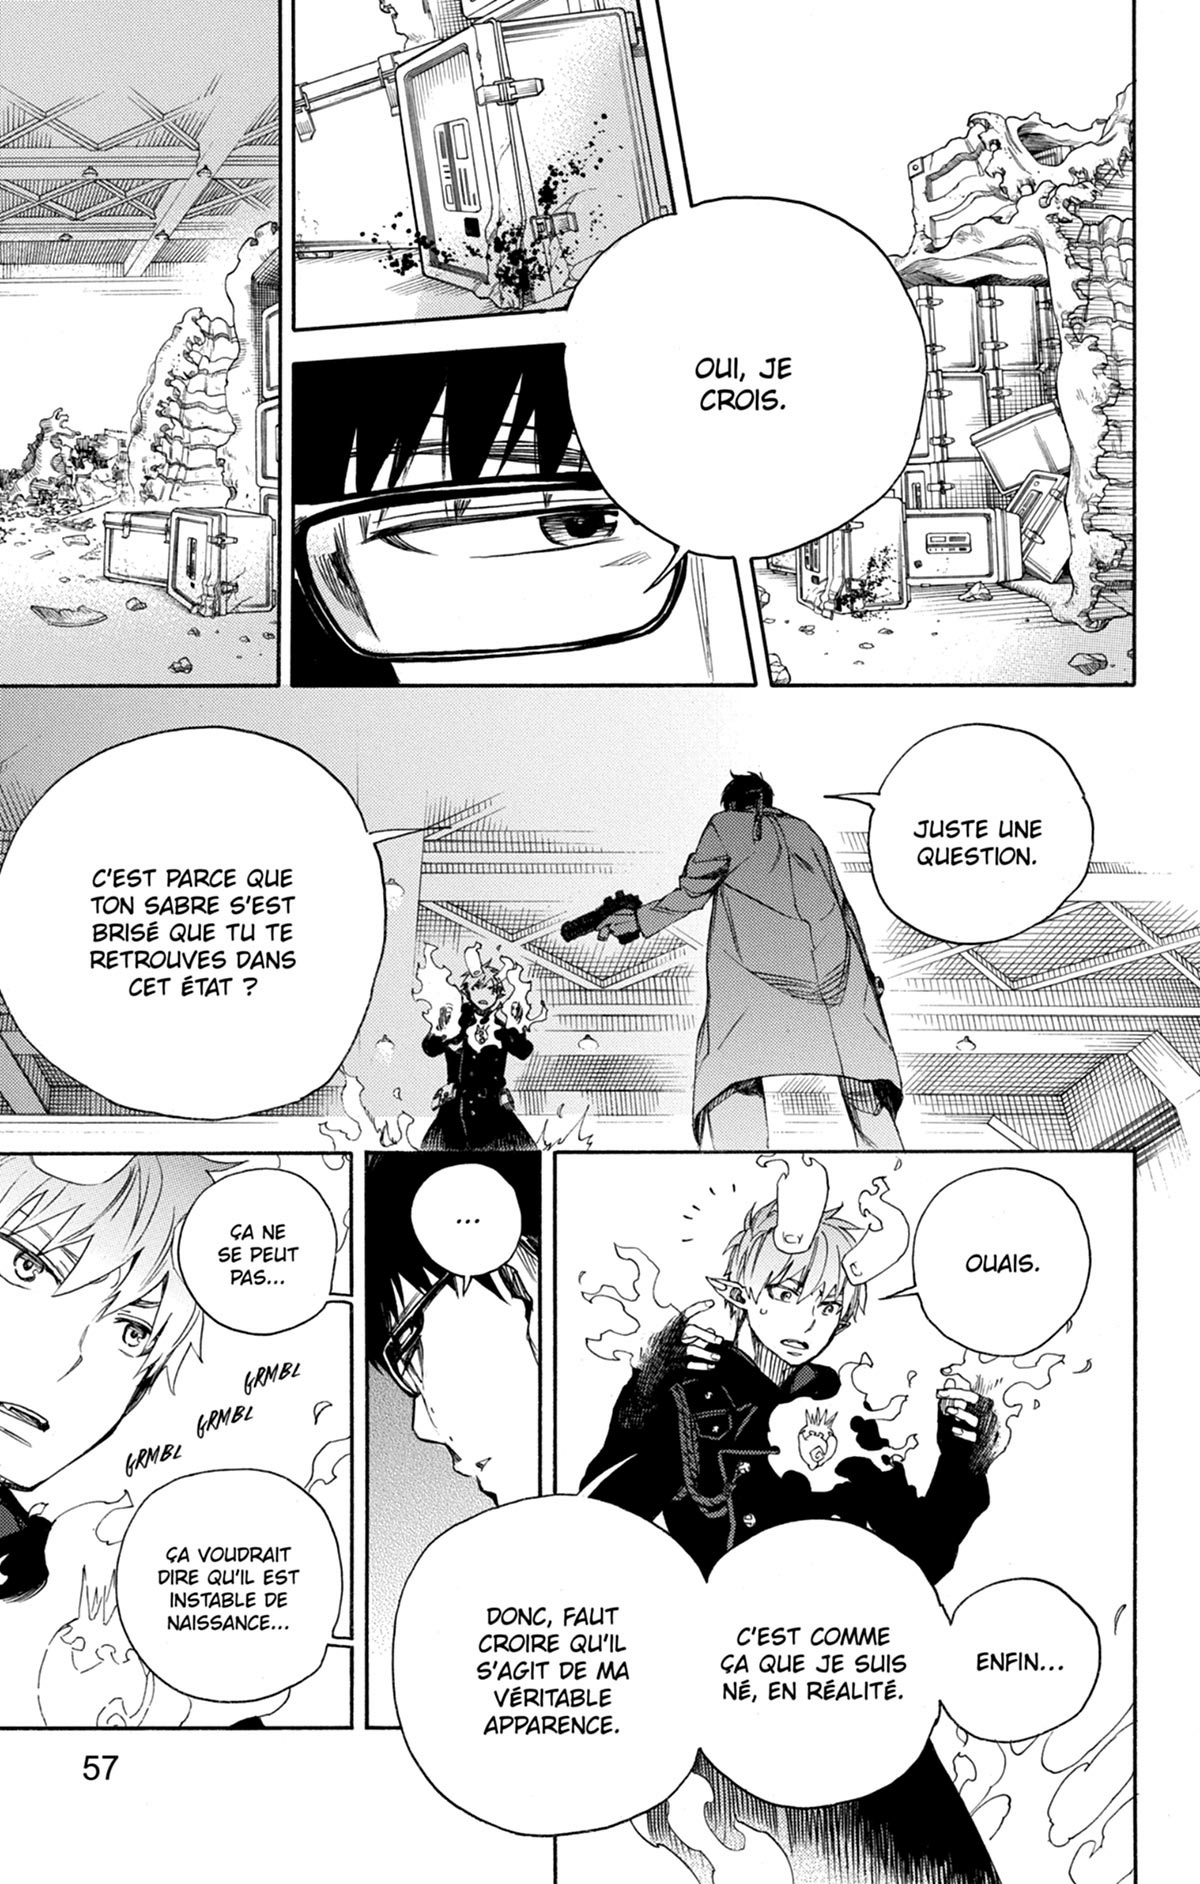 OUI, JE
CROIS.
JUSTE UNE
QUESTION.
C'EST PARCE QUE
TON SABRE S'EST
BRISÉ QUE TU TE
RETROUVES DANS
CET ÉTAT ?
OUAIS.
ENFIN...
C'EST COMME
ÇA QUE JE SUIS
NÉ, EN RÉALITÉ.
DONC, FAUT
CROIRE QU'IL
S'AGIT DE MA
VÉRITABLE
APPARENCE.
...
ÇA NE
SE PEUT
PAS...
GRMBL
GRMBL
GRMBL
ÇA VOUDRAIT
DIRE QU'IL EST
INSTABLE DE
NAISSANCE...
57